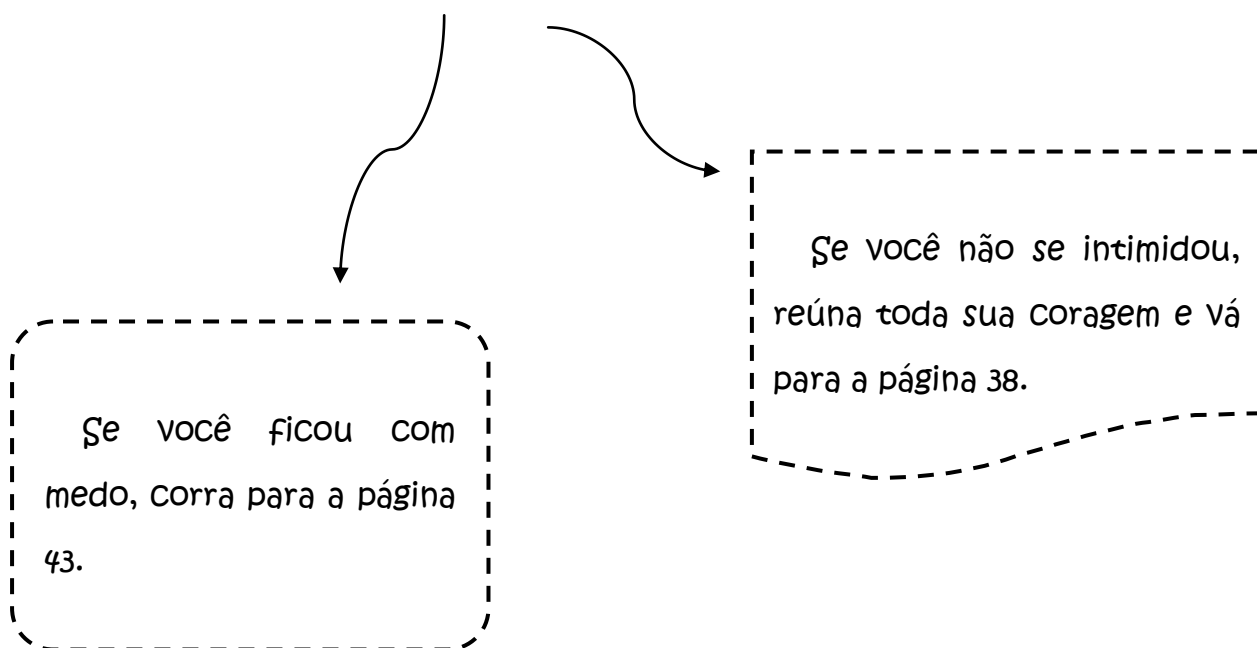 Se você não se intimidou,
reúna toda sua coragem e vá
para a página 38.
Se você ficou com
medo, corra para a página
43.